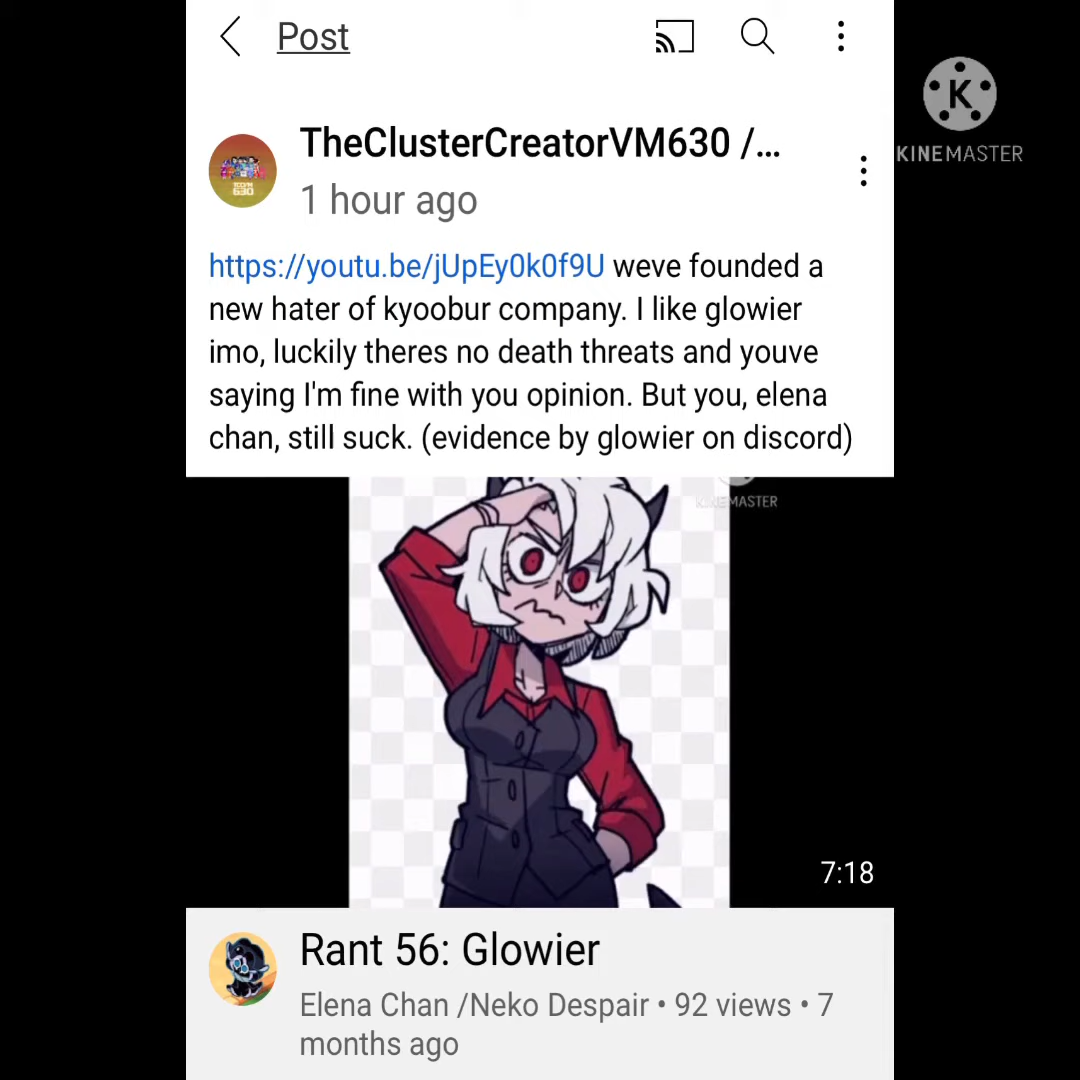 Post
K
KINEMASTER
TheClusterCreatorVM630 /...
1 hour ago
TEAM
630
https://youtu.be/jUpEy0k0f9U weve founded a
new hater of kyoobur company. I like glowier
imo, luckily theres no death threats and youve
saying I'm fine with you opinion. But you, elena
chan, still suck. (evidence by glowier on discord)
KINEMASTER
7:18
Rant 56: Glowier
Elena Chan /Neko Despair • 92 views • 7
months ago